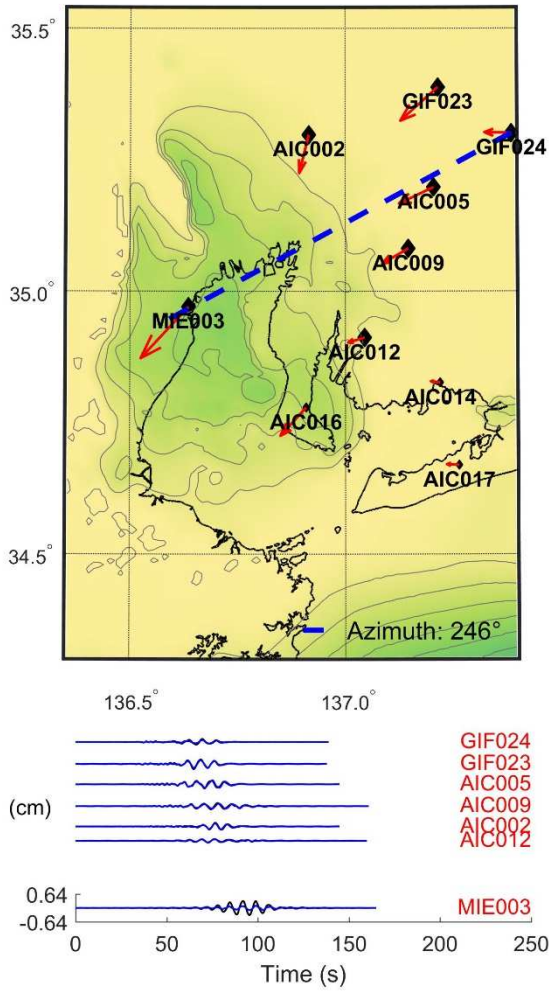 35.5°
GIF023
AIC002
GIF024
AIC005
AIC009
35.0°
MIE003
AIC012
AIC014
AIC016
AIC017
34.5°
Azimuth: 246°
136.5° 137.0°
GIF024
GIF023
AIC005
(cm) AIC009
AIC002
AIC012
0.64
-0.64 MIE003
0 50 100 150 200 250
Time (s)